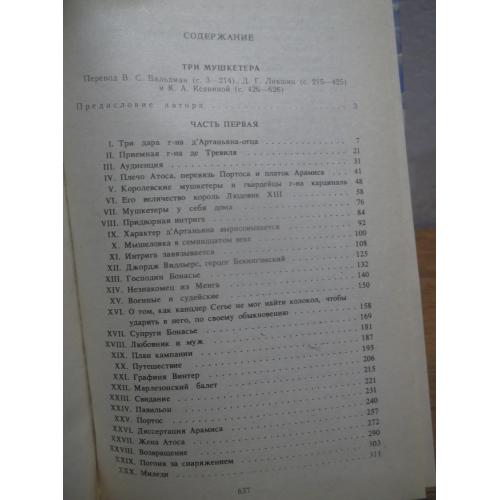 СОДЕРЖАНИЕ
ТРИ МУШКЕТЕРА
Перевод В. С. Вальдман (с. 3—214), Д. Г. Лившиц (с. 215—425)
и К. А. Ксаниной (с. 426—626)
Предисловие автора . . . 3
ЧАСТЬ ПЕРВАЯ
I. Три дара г-на д'Артаньяна-отца . . . 7
II. Приемная г-на де Тревиля . . . 21
III. Аудиенция . . . 31
IV. Плечо Атоса, перевязь Портоса и платок Арамиса . 41
V. Королевские мушкетеры и гвардейцы г-на кардинала 48
VI. Его величество король Людовик XIII . . . 58
VII. Мушкетеры у себя дома . . . 76
VIII. Придворная интрига . . . 84
IX. Характер д'Артаньяна вырисовывается . . . 92
X. Мышеловка в семнадцатом веке . . . 100
XI. Интрига завязывается . . . 108
XII. Джордж Вилльерс, герцог Бекингэмский . . . 125
XIII. Господин Бонасье . . . 132
XIV. Незнакомец из Менга . . . 140
XV. Военные и судейские . . . 150
XVI. О том, как канцлер Сегье не мог найти колокол, чтобы
ударить в него, по своему обыкновению . . . 158
XVII. Супруги Бонасье . . . 169
XVIII. Любовник и муж . . . 181
XIX. План кампании . . . 187
XX. Путешествие . . . 195
XXI. Графиня Винтер . . . 206
XXII. Марлезонский балет . . . 215
XXIII. Свидание . . . 221
XXIV. Павильон . . . 231
XXV. Портос . . . 240
XXVI. Диссертация Арамиса . . . 257
XXVII. Жена Атоса . . . 272
XXVIII. Возвращение . . . 290
XXIX. Погоня за снаряжением . . . 303
XXX. Миледи . . . 311
637